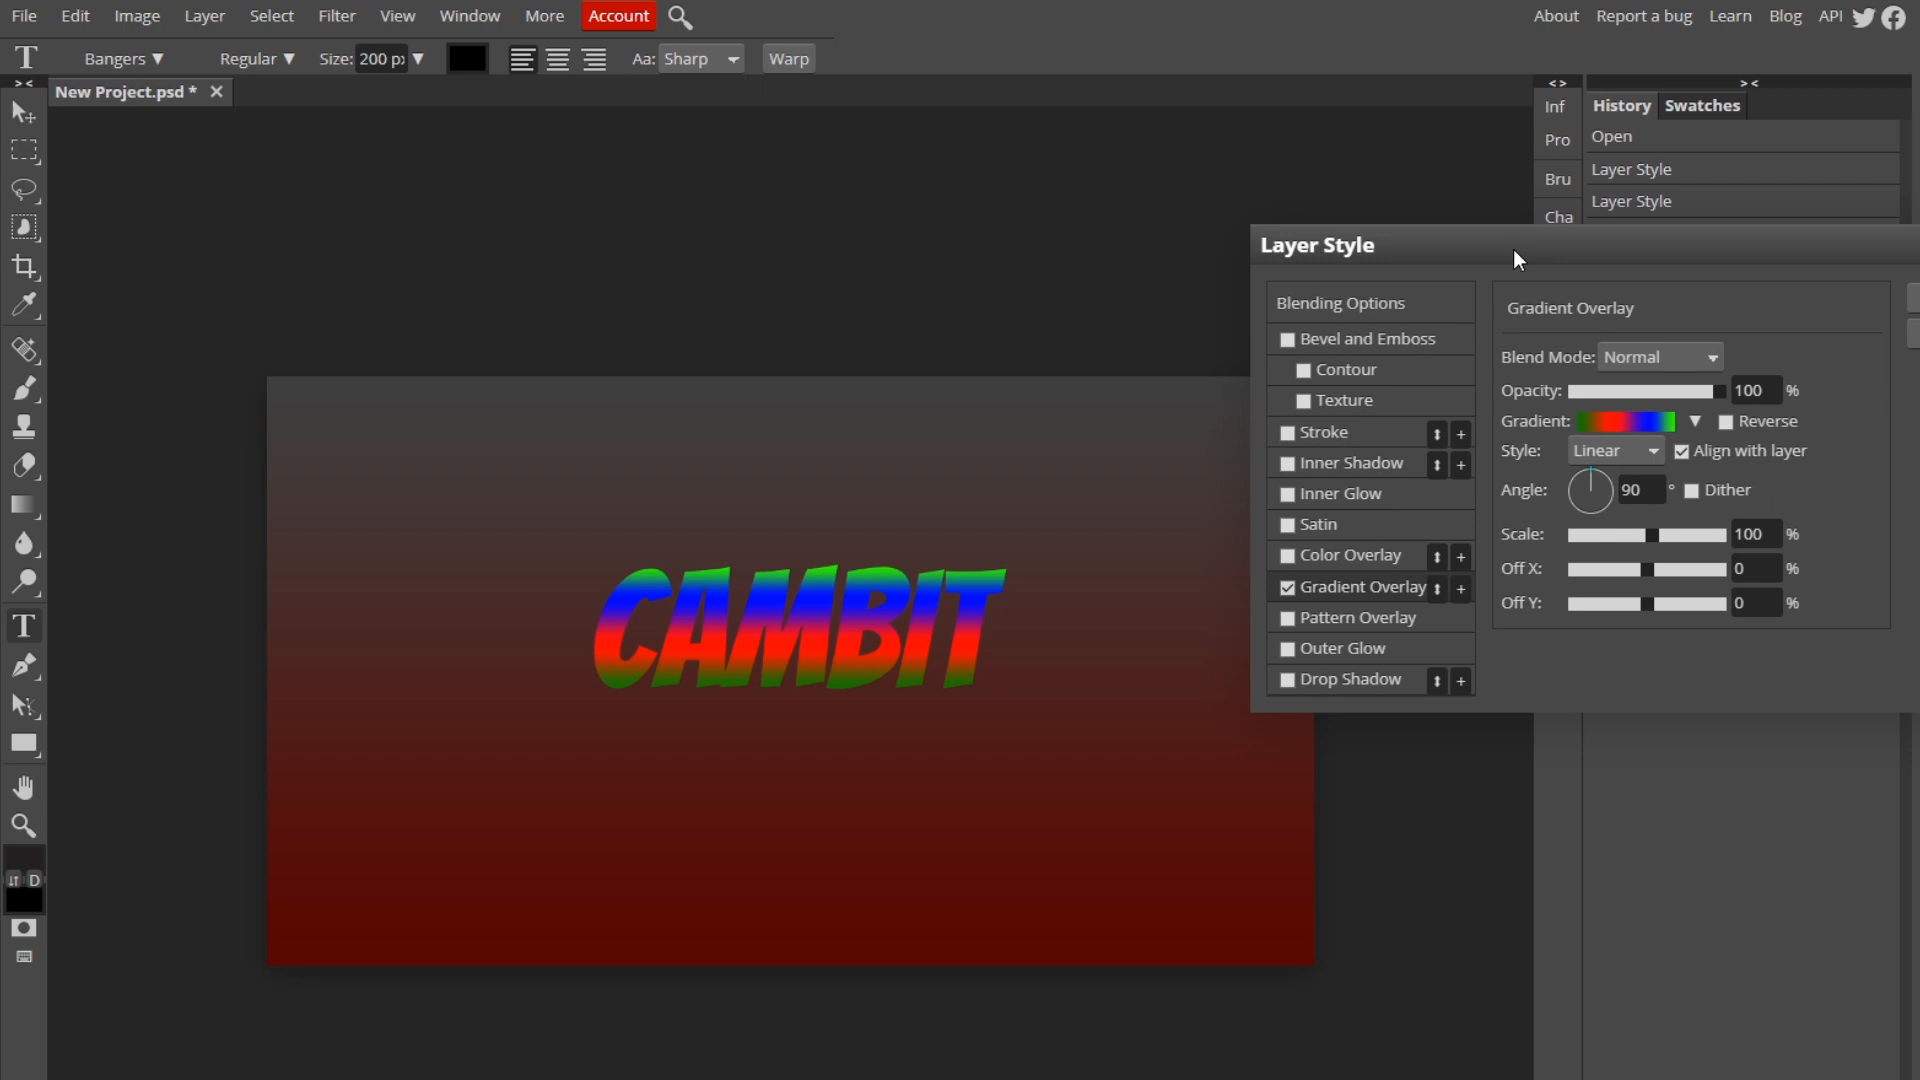 File Edit Image Layer Select Filter View Window More Account
About Report a bug Learn Blog API
T Bangers ▼ Regular ▼ Size: 200 px ▼ Aa: Sharp Warp
New Project.psd *
Inf
Pro
Bru
Cha
History Swatches
Open
Layer Style
Layer Style
Layer Style
Blending Options
Bevel and Emboss
Contour
Texture
Stroke
Inner Shadow
Inner Glow
Satin
Color Overlay
Gradient Overlay
Pattern Overlay
Outer Glow
Drop Shadow
Gradient Overlay
Blend Mode: Normal
Opacity: 100 %
Gradient: Reverse
Style: Linear Align with layer
Angle: 90 ° Dither
Scale: 100 %
Off X: 0 %
Off Y: 0 %
CAMBIT
T
D